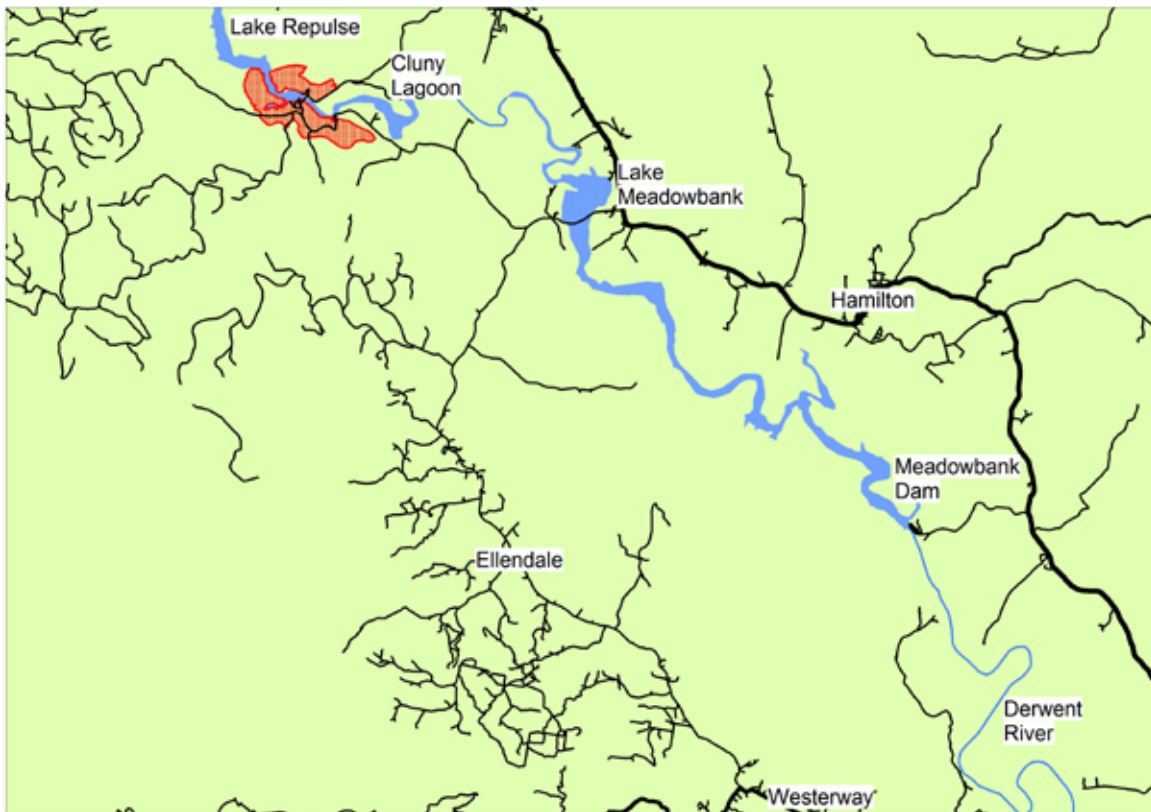 Lake Repulse
Cluny
Lagoon
Lake
Meadowbank
Hamilton
Meadowbank
Dam
Ellendale
Derwent
River
Westerway